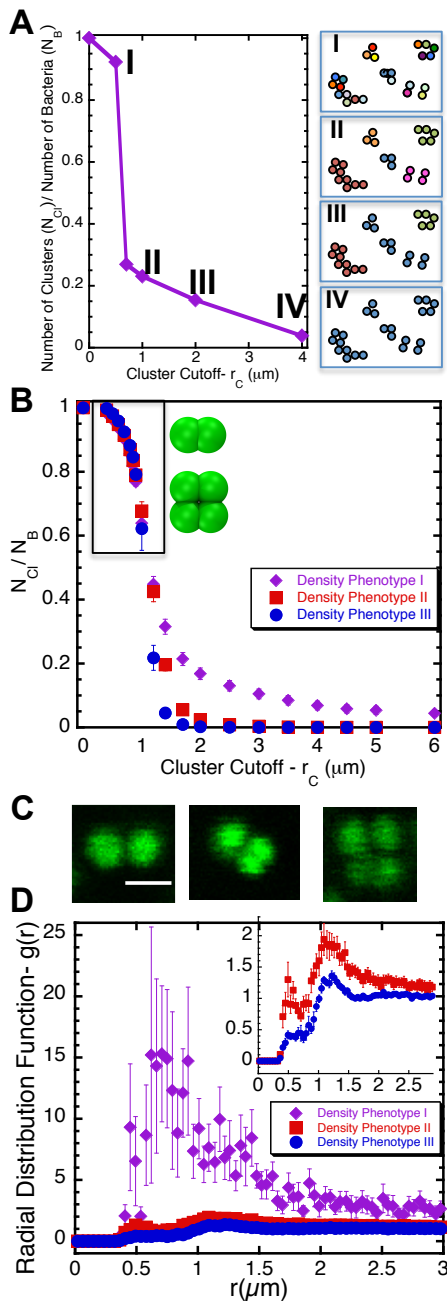 A
Number of Clusters (N_Cl)/ Number of Bacteria (N_B)
1
0.8
0.6
0.4
0.2
0
0 1 2 3 4
Cluster Cutoff- r_C (μm)
I
II
III
IV
I
II
III
IV
B
N_Cl / N_B
1
0.8
0.6
0.4
0.2
0
0 1 2 3 4 5 6
Cluster Cutoff - r_C (μm)
Density Phenotype I
Density Phenotype II
Density Phenotype III
C
D
Radial Distribution Function- g(r)
25
20
15
10
5
0
0 0.5 1 1.5 2 2.5 3
r(μm)
2
1.5
1
0.5
0
0 0.5 1 1.5 2 2.5
Density Phenotype I
Density Phenotype II
Density Phenotype III